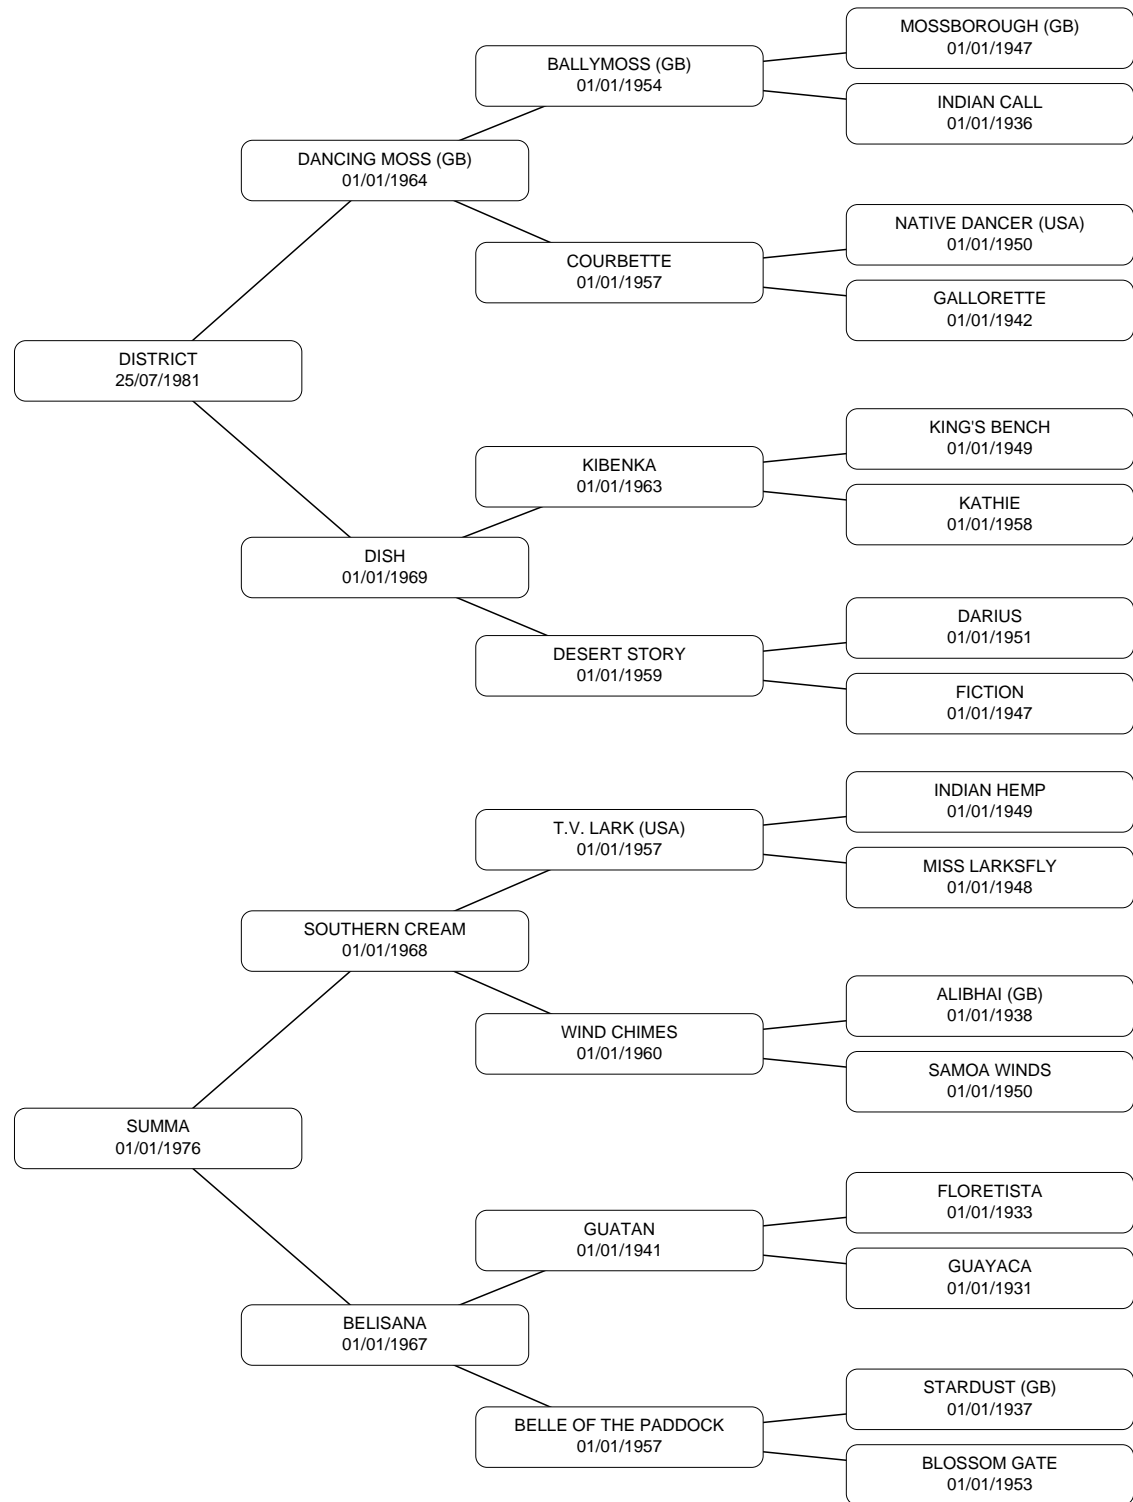 MOSSBOROUGH (GB)
01/01/1947
BALLYMOSS (GB)
01/01/1954
INDIAN CALL
01/01/1936
DANCING MOSS (GB)
01/01/1964
NATIVE DANCER (USA)
01/01/1950
COURBETTE
01/01/1957
GALLORETTE
01/01/1942
DISTRICT
25/07/1981
KING'S BENCH
01/01/1949
KIBENKA
01/01/1963
KATHIE
01/01/1958
DISH
01/01/1969
DARIUS
01/01/1951
DESERT STORY
01/01/1959
FICTION
01/01/1947
INDIAN HEMP
01/01/1949
T.V. LARK (USA)
01/01/1957
MISS LARKSFLY
01/01/1948
SOUTHERN CREAM
01/01/1968
ALIBHAI (GB)
01/01/1938
WIND CHIMES
01/01/1960
SAMOA WINDS
01/01/1950
SUMMA
01/01/1976
FLORETISTA
01/01/1933
GUATAN
01/01/1941
GUAYACA
01/01/1931
BELISANA
01/01/1967
STARDUST (GB)
01/01/1937
BELLE OF THE PADDOCK
01/01/1957
BLOSSOM GATE
01/01/1953